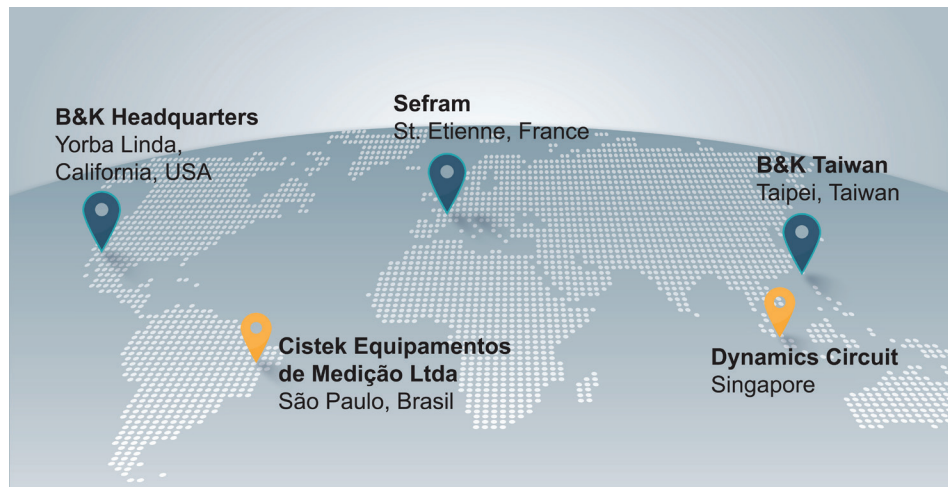 B&K Headquarters
Yorba Linda,
California, USA
Sefram
St. Etienne, France
B&K Taiwan
Taipei, Taiwan
Cistek Equipamentos
de Medição Ltda
São Paulo, Brasil
Dynamics Circuit
Singapore